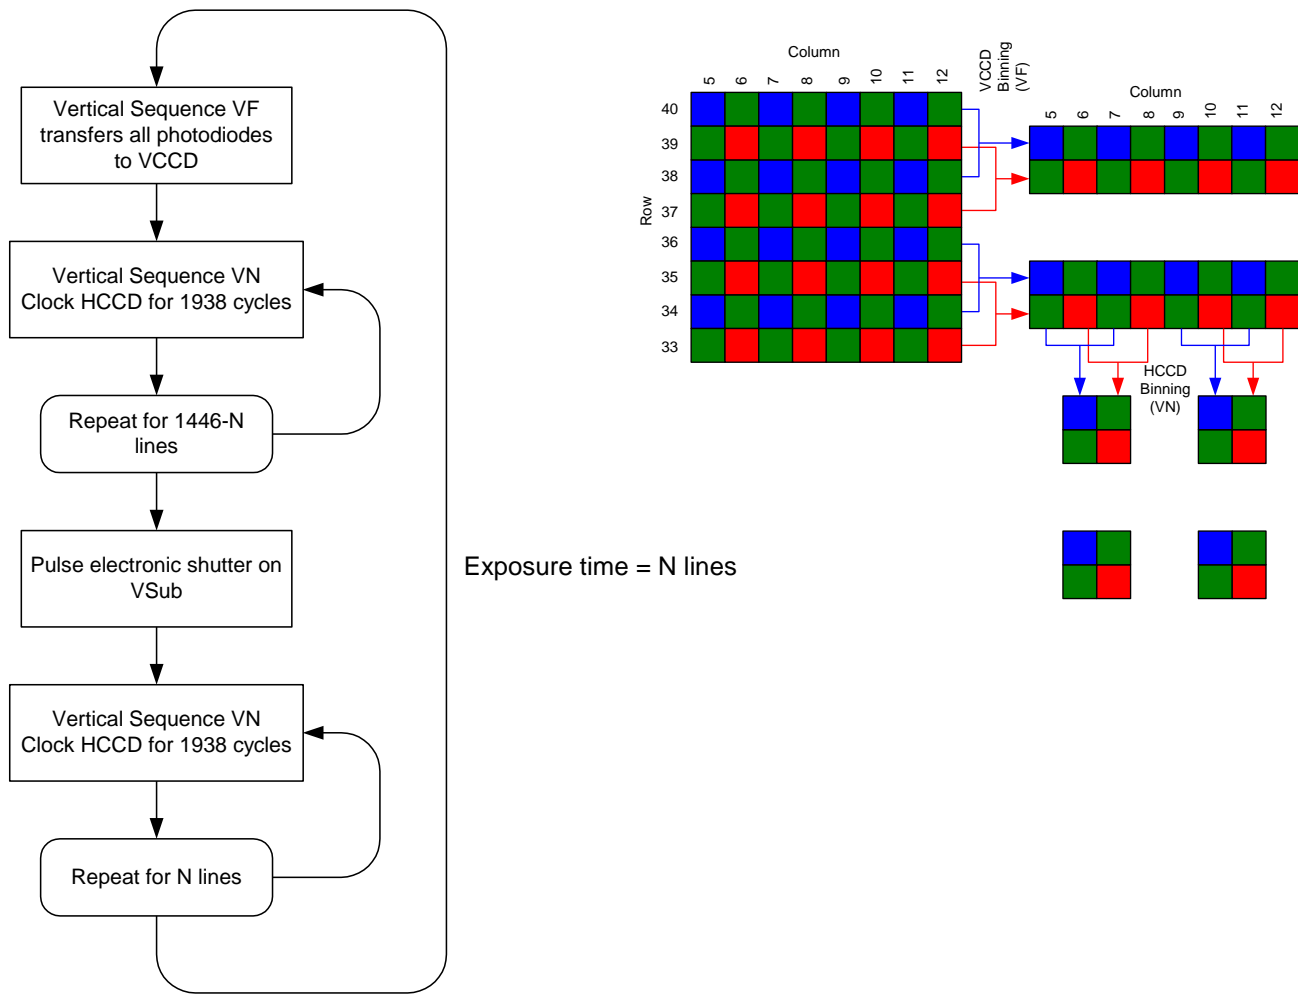 Vertical Sequence VF
transfers all photodiodes
to VCCD
Vertical Sequence VN
Clock HCCD for 1938 cycles
Repeat for 1446-N
lines
Pulse electronic shutter on
VSub
Vertical Sequence VN
Clock HCCD for 1938 cycles
Repeat for N lines
Exposure time = N lines
Column
5 6 7 8 9 10 11 12
Row
40
39
38
37
36
35
34
33
VCCD
Binning
(VF)
Column
5 6 7 8 9 10 11 12
HCCD
Binning
(VN)